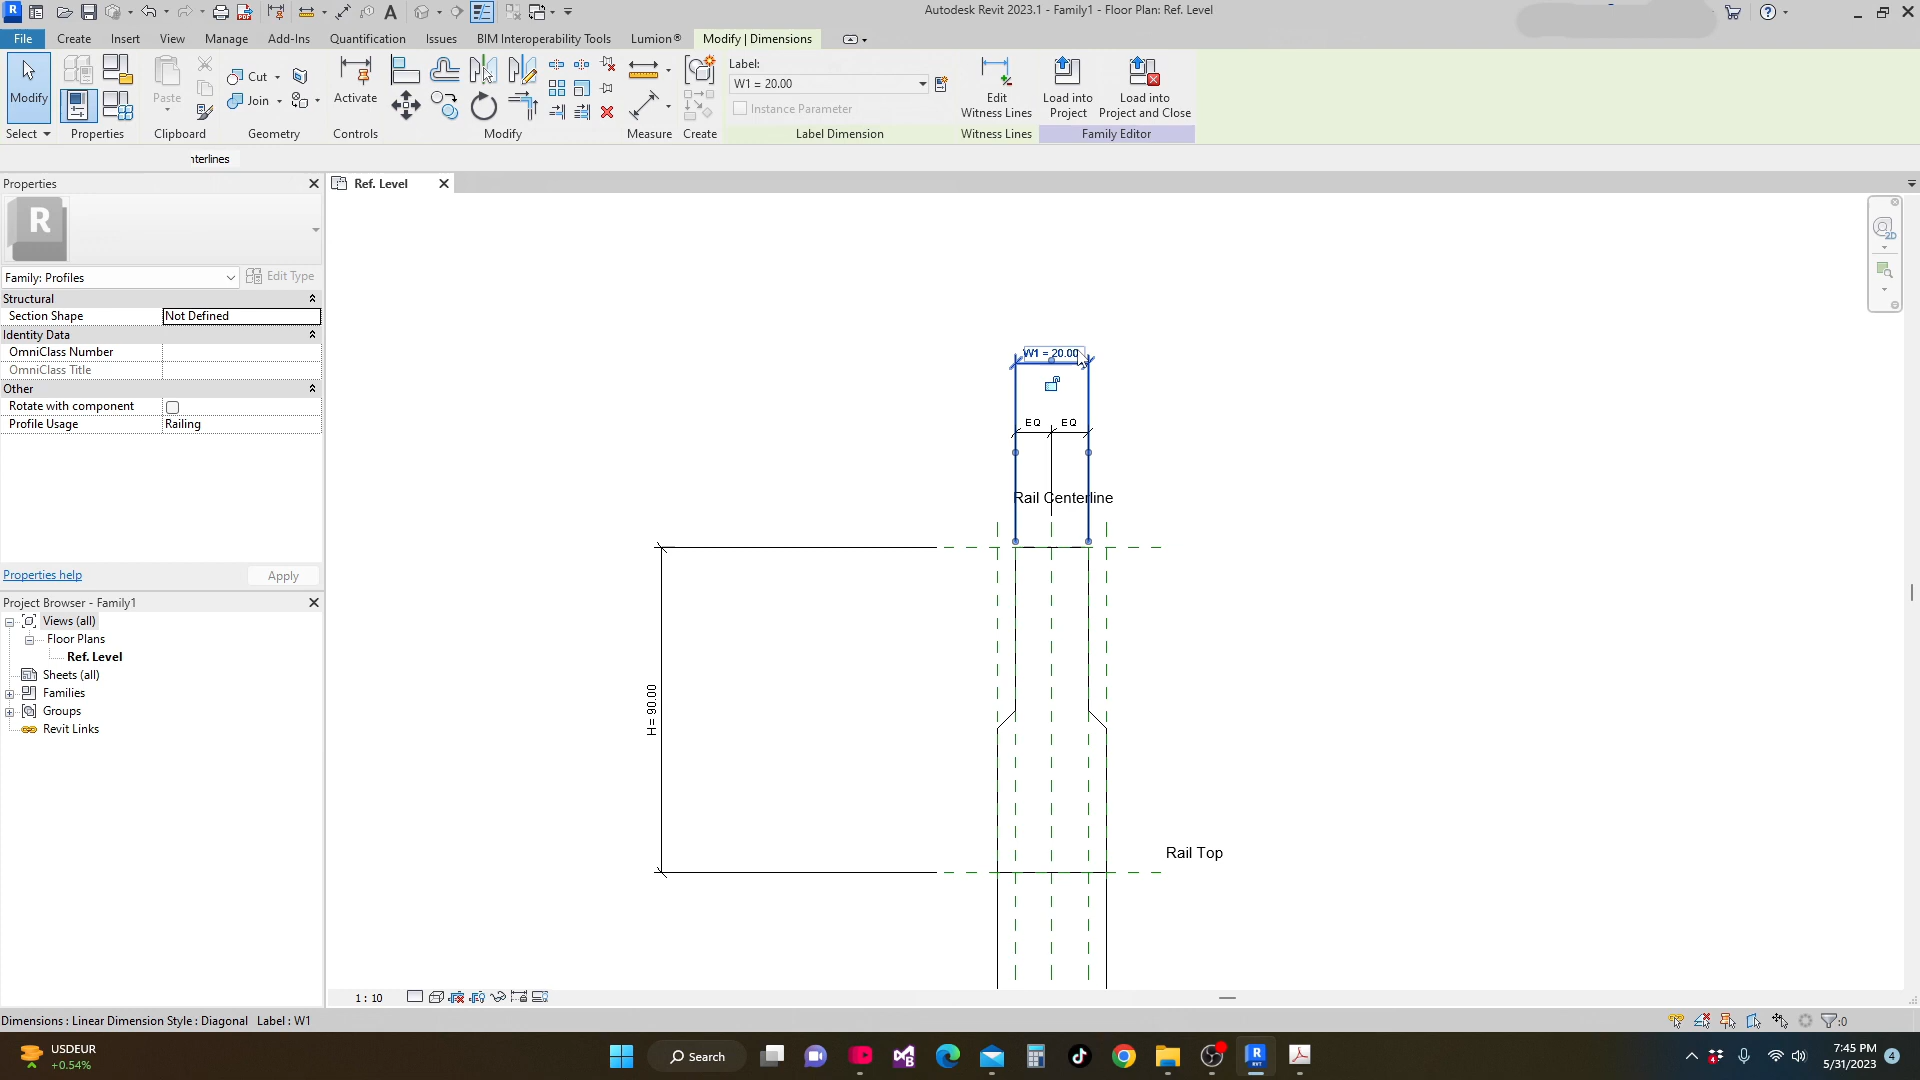 Autodesk Revit 2023.1 - Family1 - Floor Plan: Ref. Level
File Create Insert View Manage Add-Ins Quantification Issues BIM Interoperability Tools Lumion® Modify | Dimensions
Modify
Select
Properties
Paste
Clipboard
Cut
Join
Geometry
Activate
Controls
Modify
Measure
Create
Label:
W1 = 20.00
Instance Parameter
Label Dimension
Edit
Witness Lines
Witness Lines
Load into
Project
Load into
Project and Close
Family Editor
terlines
Properties
Ref. Level
R
Family: Profiles
Edit Type
Structural
Section Shape Not Defined
Identity Data
OmniClass Number
OmniClass Title
Other
Rotate with component
Profile Usage Railing
Properties help
Apply
Project Browser - Family1
Views (all)
Floor Plans
Ref. Level
Sheets (all)
Families
Groups
Revit Links
W1 = 20.00
EQ EQ
Rail Centerline
H = 90.00
Rail Top
1 : 10
Dimensions : Linear Dimension Style : Diagonal Label : W1
:0
USDEUR
+0.54%
Search
7:45 PM
5/31/2023
4